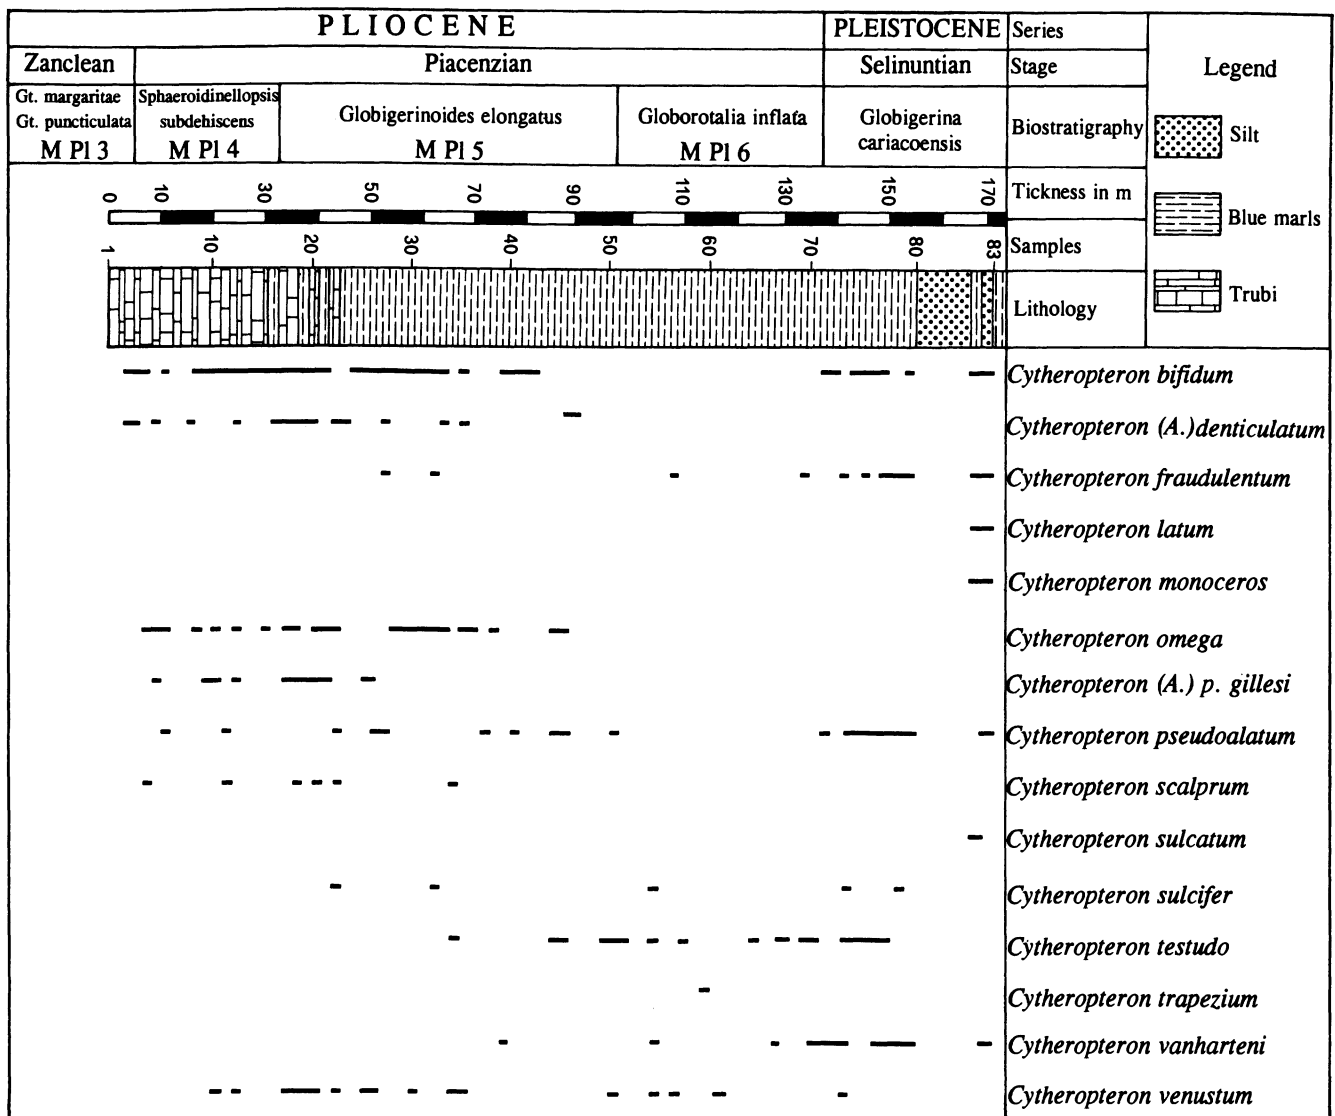 PLIOCENE PLEISTOCENE Series
Zanclean Piacenzian Selinuntian Stage Legend
Gt. margaritae Sphaeroidinellopsis Globigerinoides elongatus Globorotalia inflata Globigerina Biostratigraphy Silt
Gt. puncticulata subdehiscens cariacoensis
M Pl 3 M Pl 4 M Pl 5 M Pl 6
0 10 30 50 70 90 110 130 150 170 Tickness in m
Blue marls
1 10 20 30 40 50 60 70 80 83 Samples
Lithology Trubi
Cytheropteron bifidum
Cytheropteron (A.)denticulatum
Cytheropteron fraudulentum
Cytheropteron latum
Cytheropteron monoceros
Cytheropteron omega
Cytheropteron (A.) p. gillesi
Cytheropteron pseudoalatum
Cytheropteron scalprum
Cytheropteron sulcatum
Cytheropteron sulcifer
Cytheropteron testudo
Cytheropteron trapezium
Cytheropteron vanharteni
Cytheropteron venustum